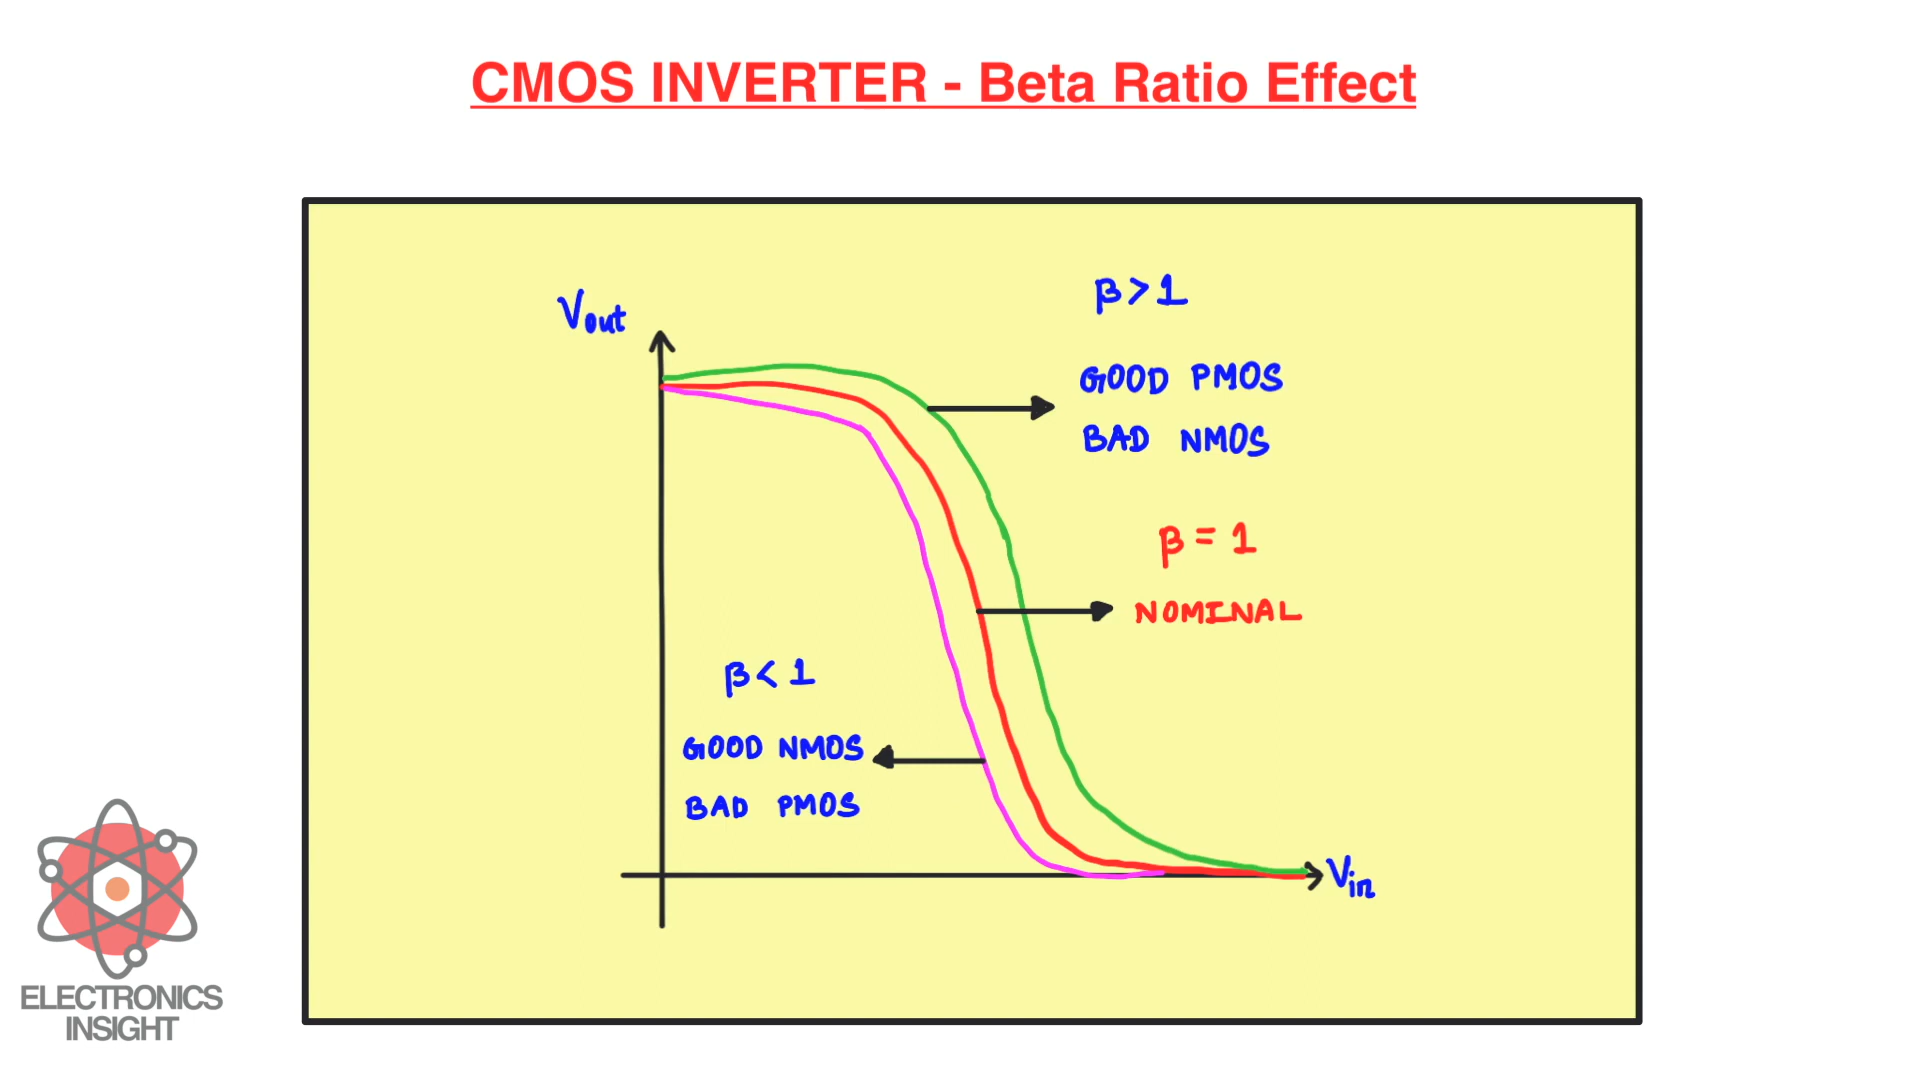 CMOS INVERTER - Beta Ratio Effect
Vout
β > 1
GOOD PMOS
BAD NMOS
β = 1
NOMINAL
β < 1
GOOD NMOS
BAD PMOS
Vin
ELECTRONICS
INSIGHT